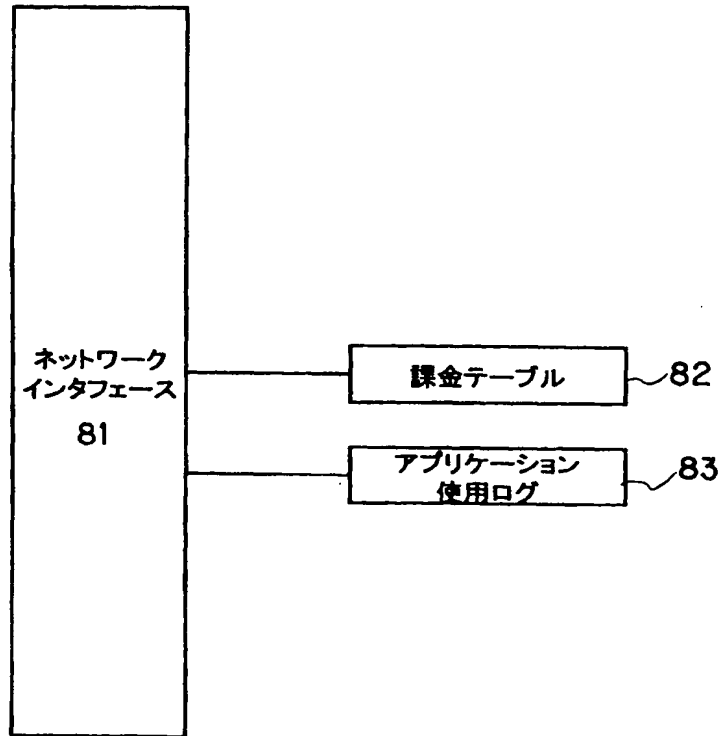 ネットワーク
インタフェース
81
課金テーブル
82
アプリケーション
使用ログ
83